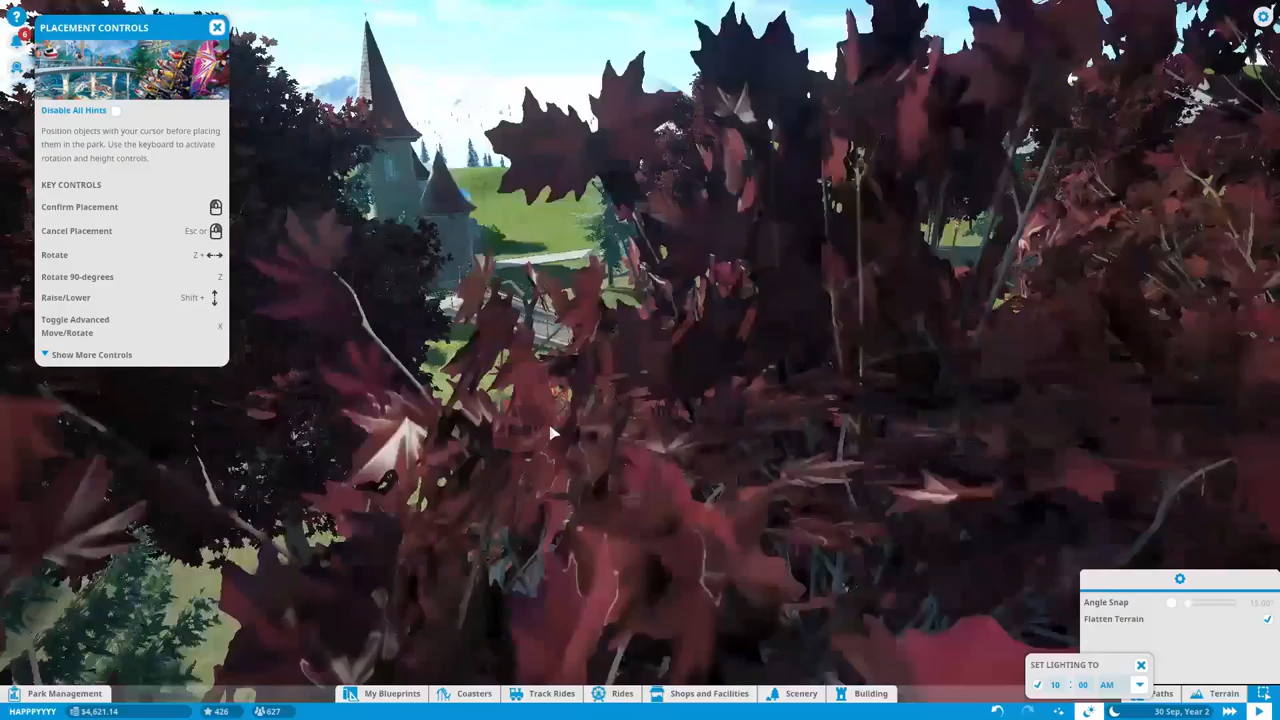 ?
6
PLACEMENT CONTROLS
Disable All Hints
Position objects with your cursor before placing
them in the park. Use the keyboard to activate
rotation and height controls.
KEY CONTROLS
Confirm Placement
Cancel Placement Esc or
Rotate Z +
Rotate 90-degrees Z
Raise/Lower Shift +
Toggle Advanced
Move/Rotate X
Show More Controls
Angle Snap 15.00°
Flatten Terrain
SET LIGHTING TO
10 : 00 AM
Park Management
My Blueprints
Coasters
Track Rides
Rides
Shops and Facilities
Scenery
Building
Paths
Terrain
HAPPPYYYY
$4,621.14
426
627
30 Sep, Year 2